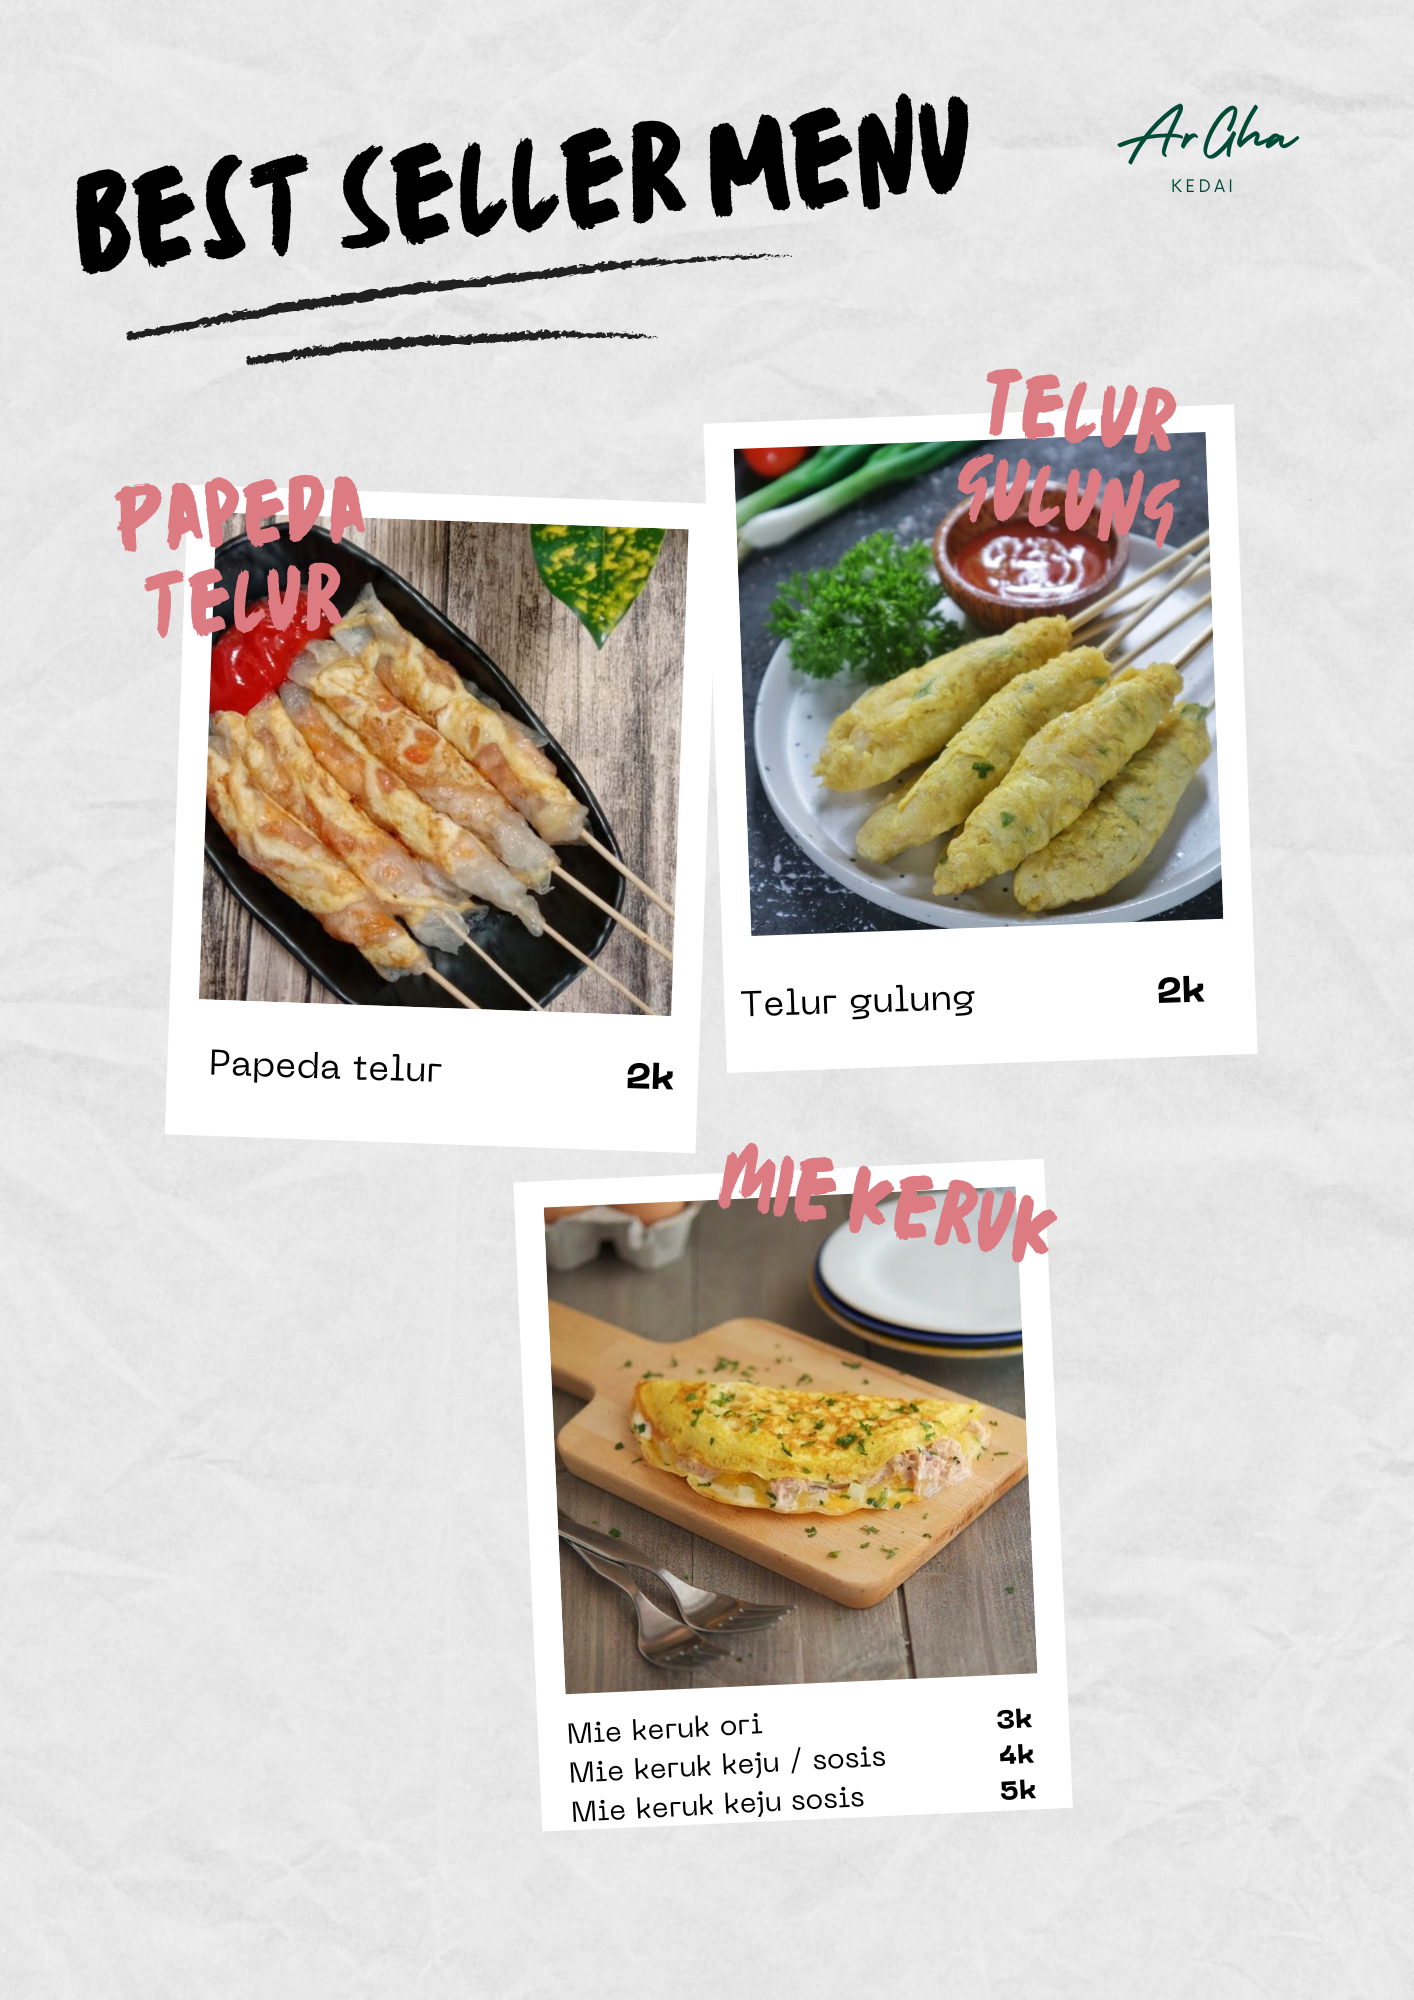 BEST SELLER MENU
ArGha
KEDAI
PAPEDA
TELUR
Papeda telur 2k
TELUR
GULUNG
Telur gulung 2k
MIE KERUK
Mie keruk ori 3k
Mie keruk keju / sosis 4k
Mie keruk keju sosis 5k